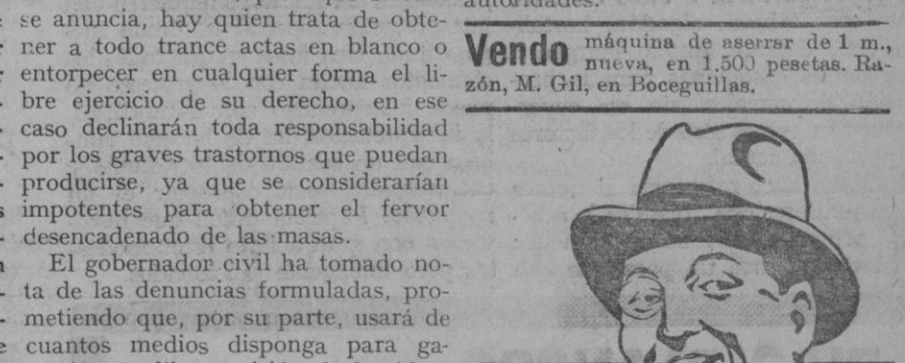 se anuncia, hay quien trata de obte-
ner a todo trance actas en blanco o
entorpecer en cualquier forma el li-
bre ejercicio de su derecho, en ese
caso declinarán toda responsabilidad
por los graves trastornos que puedan
producirse, ya que se considerarían
impotentes para obtener el fervor
desencadenado de las masas.
El gobernador civil ha tomado no-
ta de las denuncias formuladas, pro-
metiendo que, por su parte, usará de
cuantos medios disponga para ga-
autoridades.
Vendo máquina de aserrar de 1 m.,
nueva, en 1.500 pesetas. Ra-
zón, M. Gil, en Boceguillas.